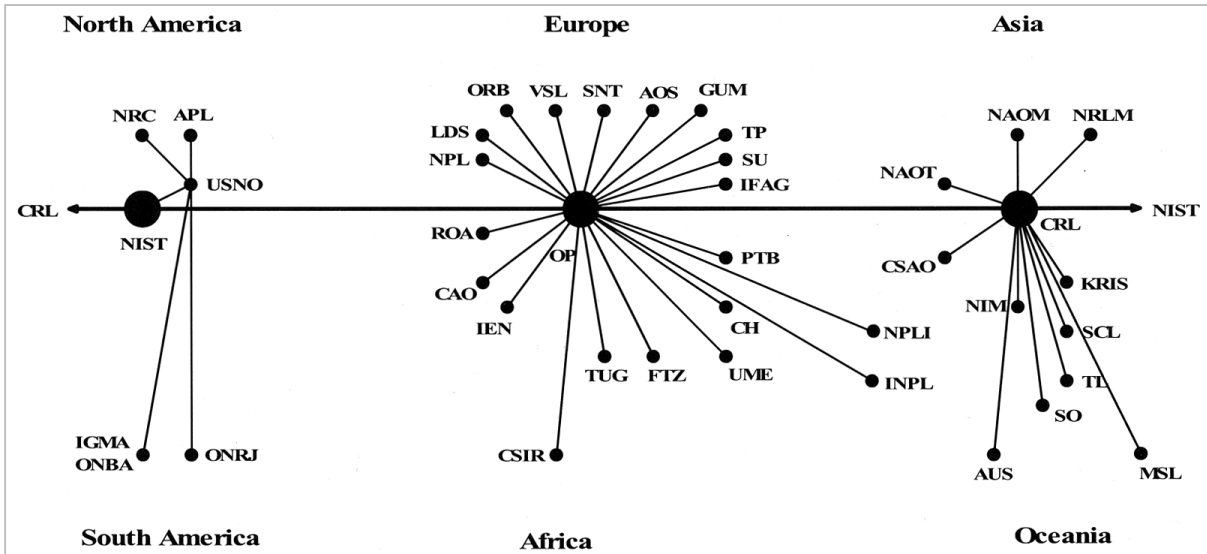 North America
Europe
Asia
ORB
VSL
SNT
AOS
GUM
NRC
APL
LDS
TP
NAOM
NRLM
NPL
SU
USNO
IFAG
NAOT
CRL
NIST
NIST
ROA
OP
CRL
PTB
CSAO
KRIS
CAO
IEN
CH
NIM
NPLI
SCL
TUG
FTZ
UME
INPL
TL
SO
IGMA
ONBA
ONRJ
CSIR
AUS
MSL
South America
Africa
Oceania